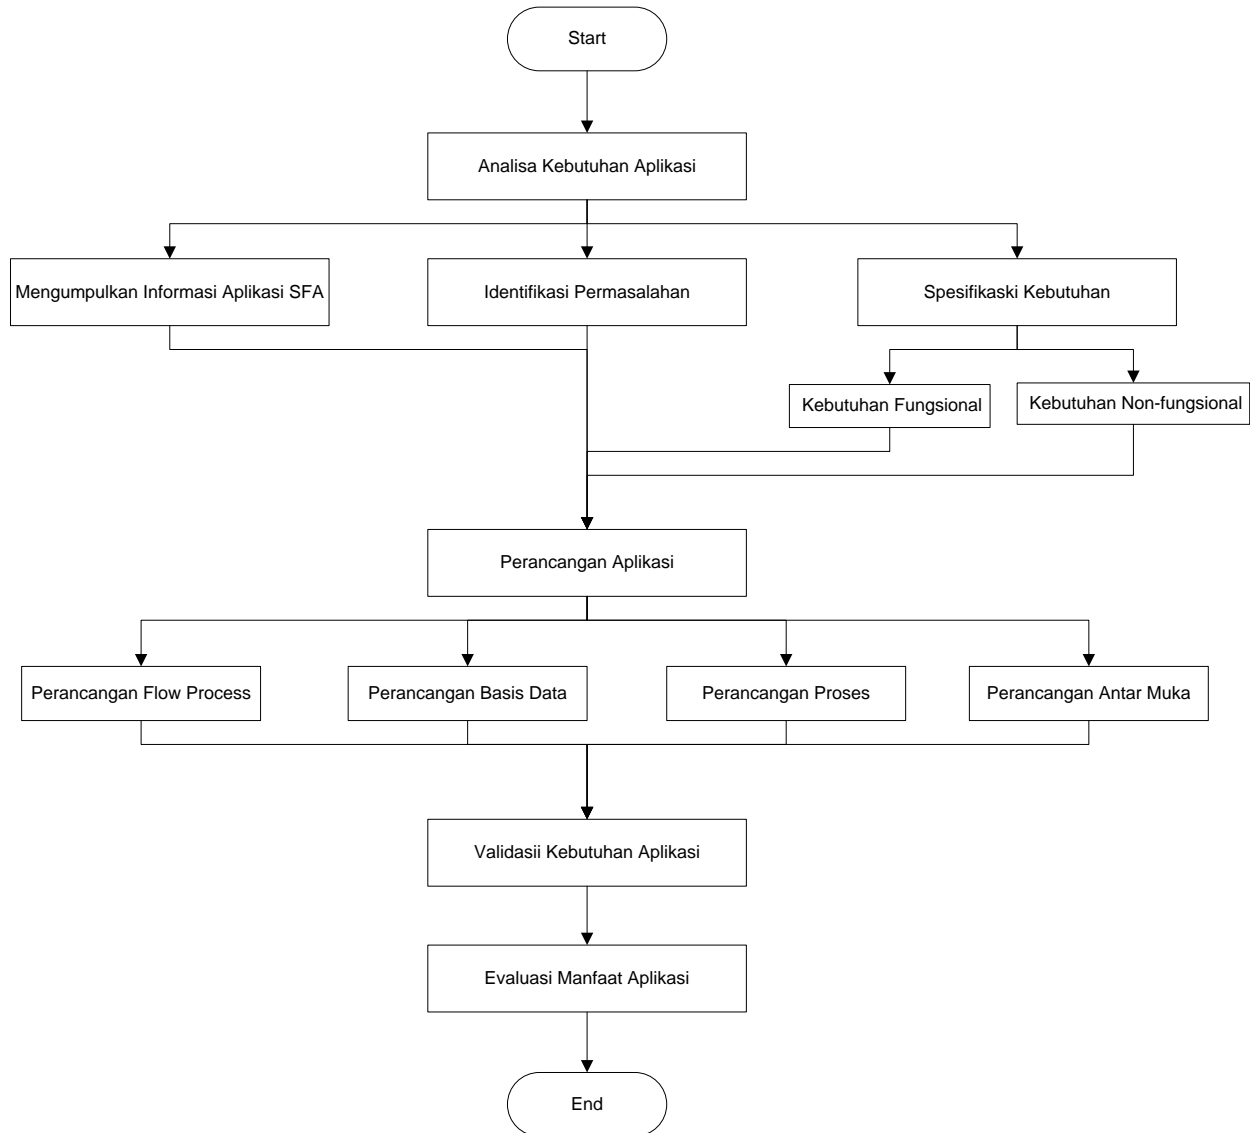 Start
Analisa Kebutuhan Aplikasi
Mengumpulkan Informasi Aplikasi SFA
Identifikasi Permasalahan
Spesifikaski Kebutuhan
Kebutuhan Fungsional
Kebutuhan Non-fungsional
Perancangan Aplikasi
Perancangan Flow Process
Perancangan Basis Data
Perancangan Proses
Perancangan Antar Muka
Validasii Kebutuhan Aplikasi
Evaluasi Manfaat Aplikasi
End